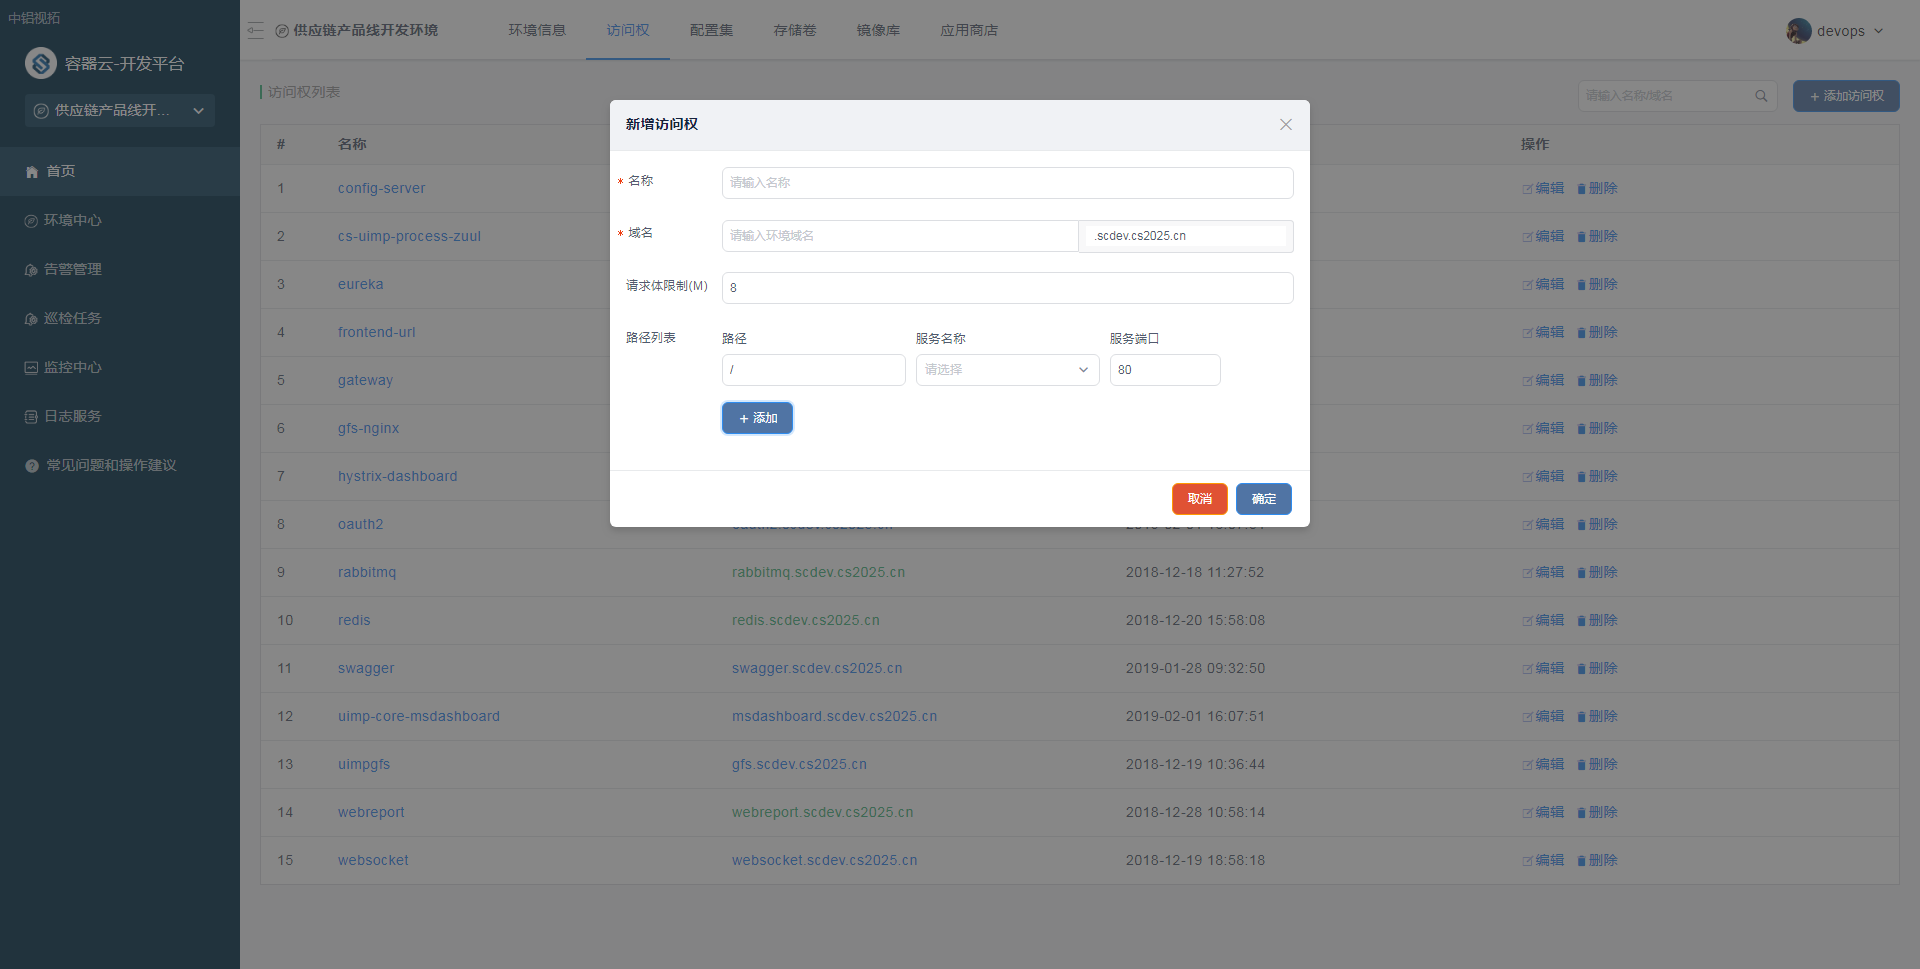 中铝视拓
容器云-开发平台
供应链产品线开...
首页
环境中心
告警管理
巡检任务
监控中心
日志服务
常见问题和操作建议
供应链产品线开发环境 环境信息 访问权 配置集 存储卷 镜像库 应用商店 devops
访问权列表 请输入名称/域名 + 添加访问权
# 名称 操作
1 config-server 编辑 删除
2 cs-uimp-process-zuul 编辑 删除
3 eureka 编辑 删除
4 frontend-url 编辑 删除
5 gateway 编辑 删除
6 gfs-nginx 编辑 删除
7 hystrix-dashboard 编辑 删除
8 oauth2 编辑 删除
9 rabbitmq rabbitmq.scdev.cs2025.cn 2018-12-18 11:27:52 编辑 删除
10 redis redis.scdev.cs2025.cn 2018-12-20 15:58:08 编辑 删除
11 swagger swagger.scdev.cs2025.cn 2019-01-28 09:32:50 编辑 删除
12 uimp-core-msdashboard msdashboard.scdev.cs2025.cn 2019-02-01 16:07:51 编辑 删除
13 uimpgfs gfs.scdev.cs2025.cn 2018-12-19 10:36:44 编辑 删除
14 webreport webreport.scdev.cs2025.cn 2018-12-28 10:58:14 编辑 删除
15 websocket websocket.scdev.cs2025.cn 2018-12-19 18:58:18 编辑 删除
新增访问权
* 名称 请输入名称
* 域名 请输入环境域名 .scdev.cs2025.cn
请求体限制(M) 8
路径列表 路径 服务名称 服务端口
/ 请选择 80
+ 添加
取消 确定